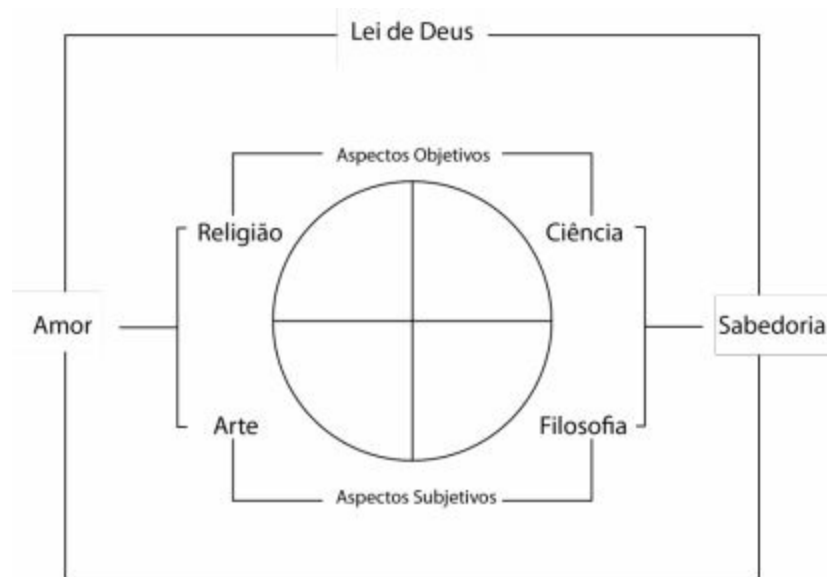 Lei de Deus
Aspectos Objetivos
Religião
Ciência
Amor
Sabedoria
Arte
Filosofia
Aspectos Subjetivos